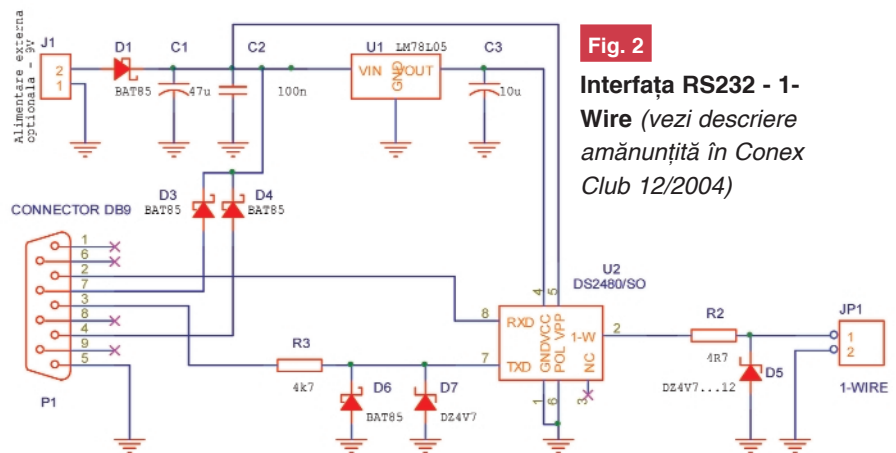 J1
D1
C1
C2
U1
LM78L05
C3
Fig. 2
Alimentare externa
optionala - 9V
2
1
BAT85
47u
100n
VIN
GND
VOUT
10u
Interfața RS232 - 1-
Wire (vezi descriere
amănunțită în Conex
Club 12/2004)
D3
BAT85
D4
BAT85
CONNECTOR DB9
1
6
2
7
3
8
4
9
5
P1
U2
DS2480/SO
4
5
8
RXD
7
TXD
GND
VCC
POL
VPP
1-W
NC
2
1
6
3
R3
4k7
D6
BAT85
D7
DZ4V7
R2
4R7
D5
DZ4V7...12
JP1
1
2
1-WIRE